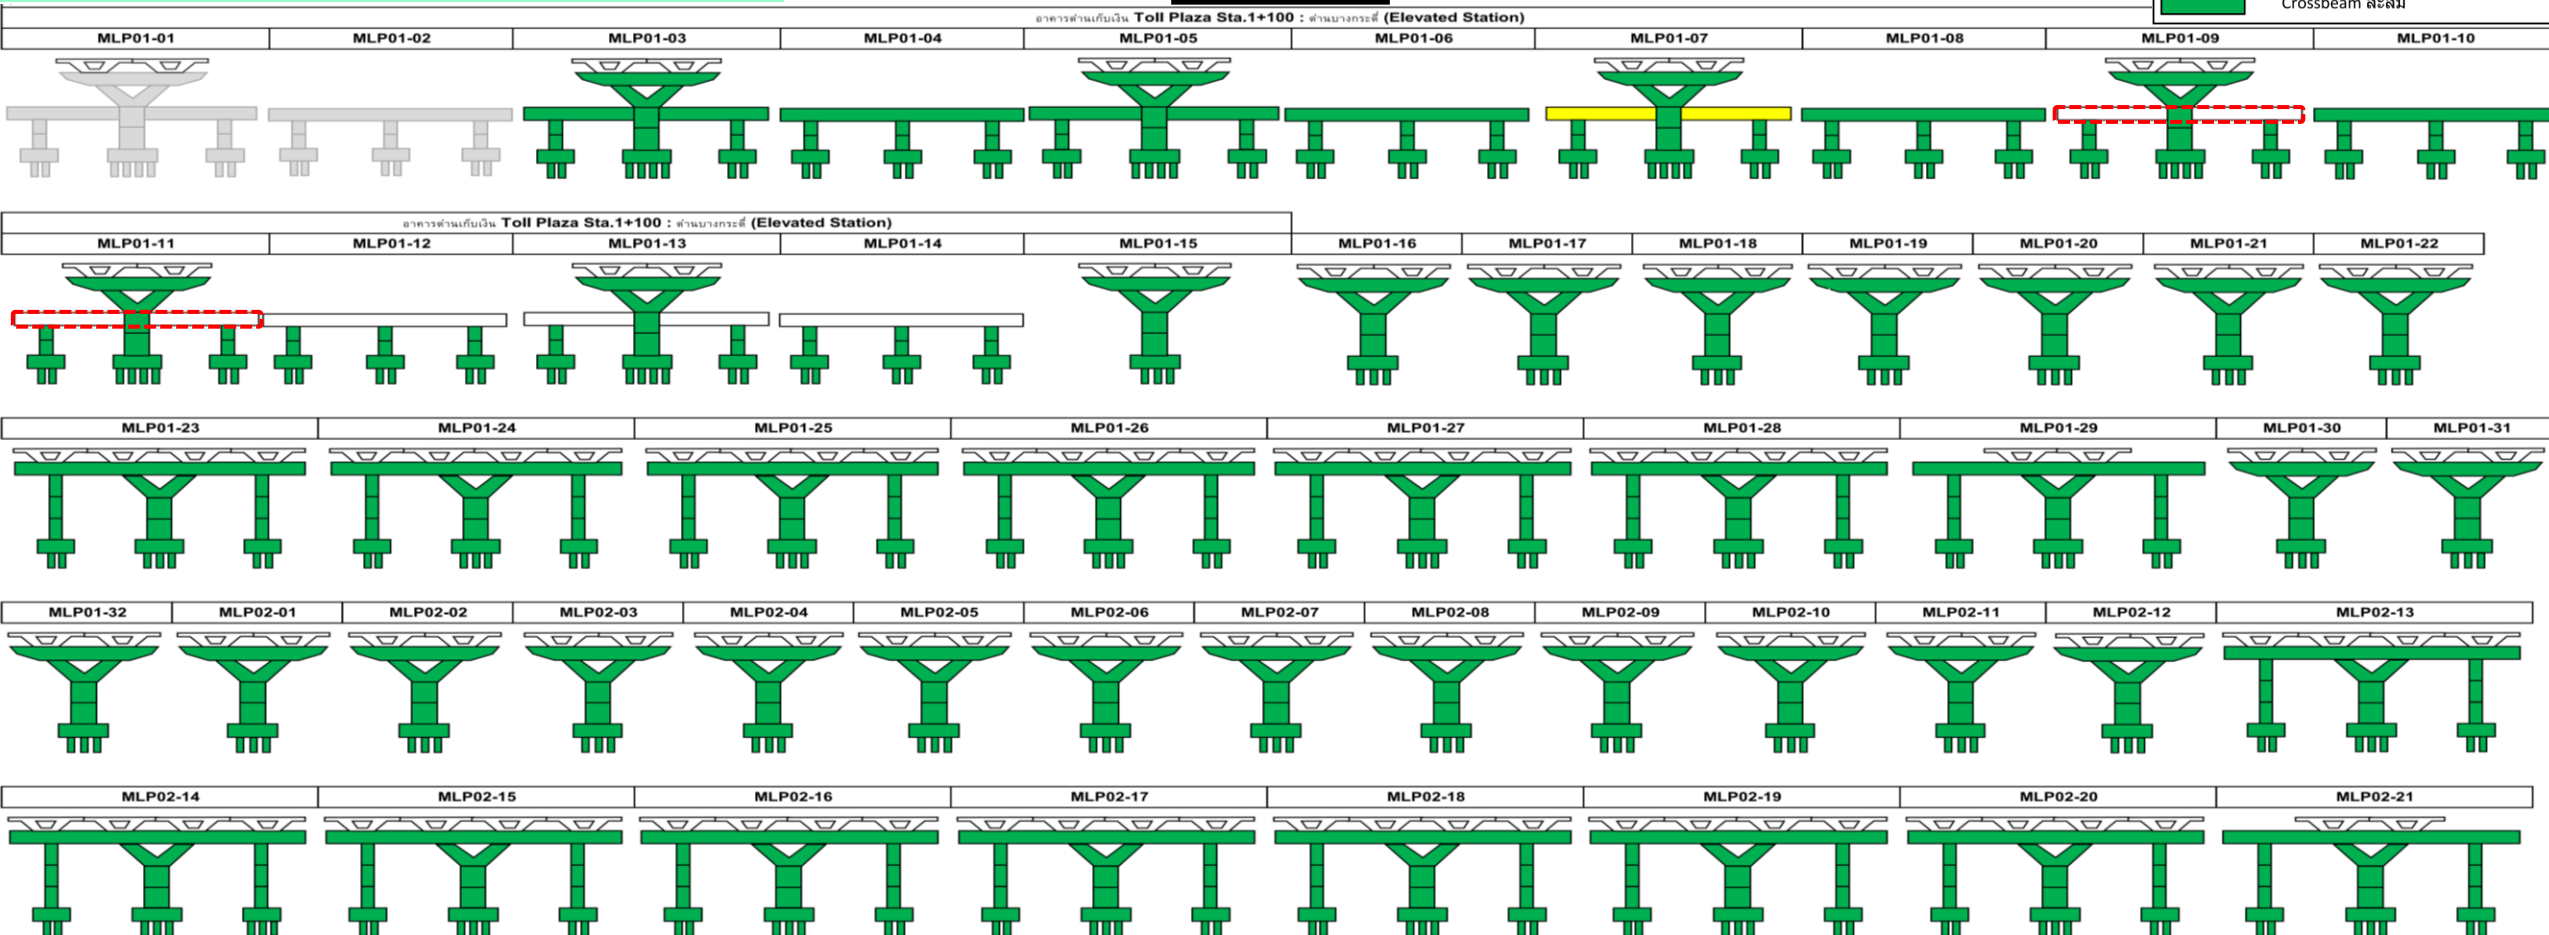 Crossbeam สะสม
อาคารด่านเก็บเงิน Toll Plaza Sta.1+100 : ด่านบางกระดี่ (Elevated Station)
MLP01-01 MLP01-02 MLP01-03 MLP01-04 MLP01-05 MLP01-06 MLP01-07 MLP01-08 MLP01-09 MLP01-10
อาคารด่านเก็บเงิน Toll Plaza Sta.1+100 : ด่านบางกระดี่ (Elevated Station)
MLP01-11 MLP01-12 MLP01-13 MLP01-14 MLP01-15 MLP01-16 MLP01-17 MLP01-18 MLP01-19 MLP01-20 MLP01-21 MLP01-22
MLP01-23 MLP01-24 MLP01-25 MLP01-26 MLP01-27 MLP01-28 MLP01-29 MLP01-30 MLP01-31
MLP01-32 MLP02-01 MLP02-02 MLP02-03 MLP02-04 MLP02-05 MLP02-06 MLP02-07 MLP02-08 MLP02-09 MLP02-10 MLP02-11 MLP02-12 MLP02-13
MLP02-14 MLP02-15 MLP02-16 MLP02-17 MLP02-18 MLP02-19 MLP02-20 MLP02-21